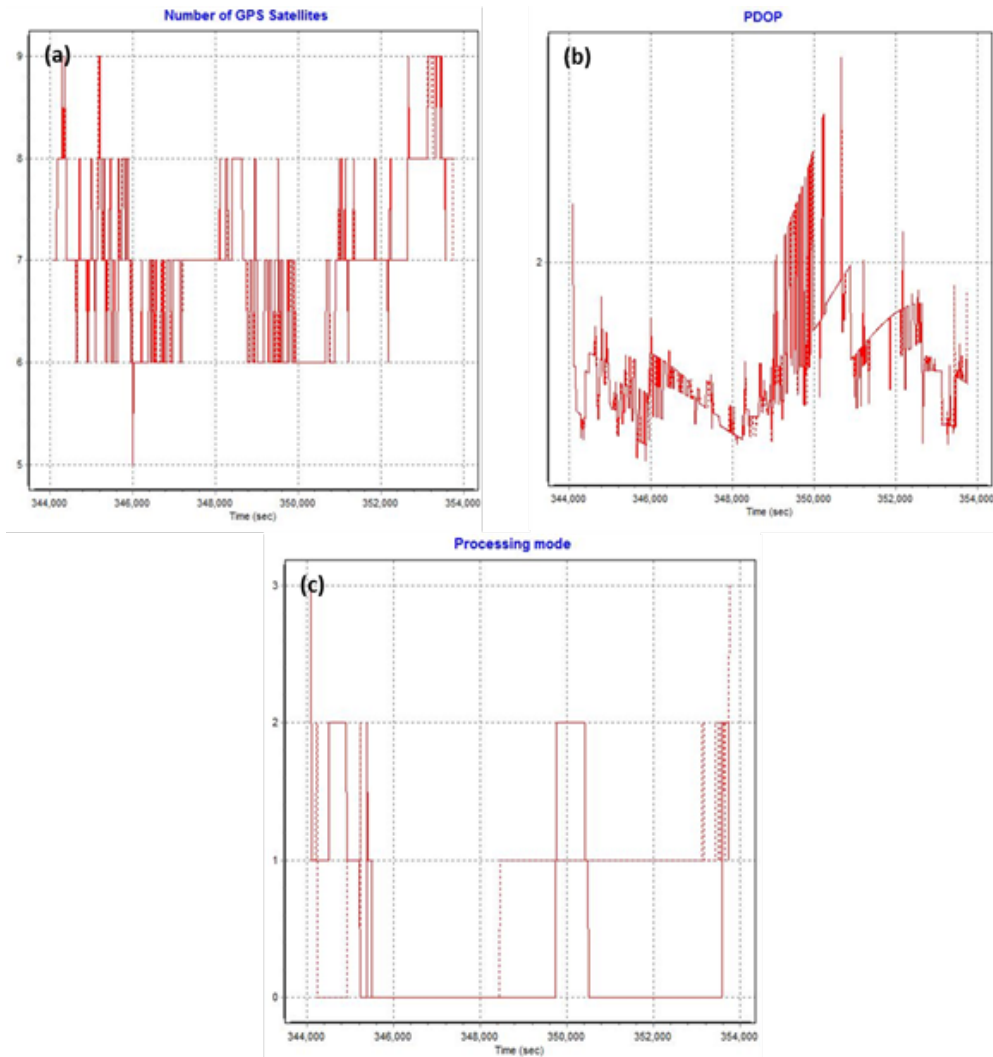 Number of GPS Satellites
(a)
9
8
7
6
5
344,000 346,000 348,000 350,000 352,000 354,000
Time (sec)
PDOP
(b)
2
344,000 346,000 348,000 350,000 352,000 354,000
Time (sec)
Processing mode
(c)
3
2
1
0
344,000 346,000 348,000 350,000 352,000 354,000
Time (sec)